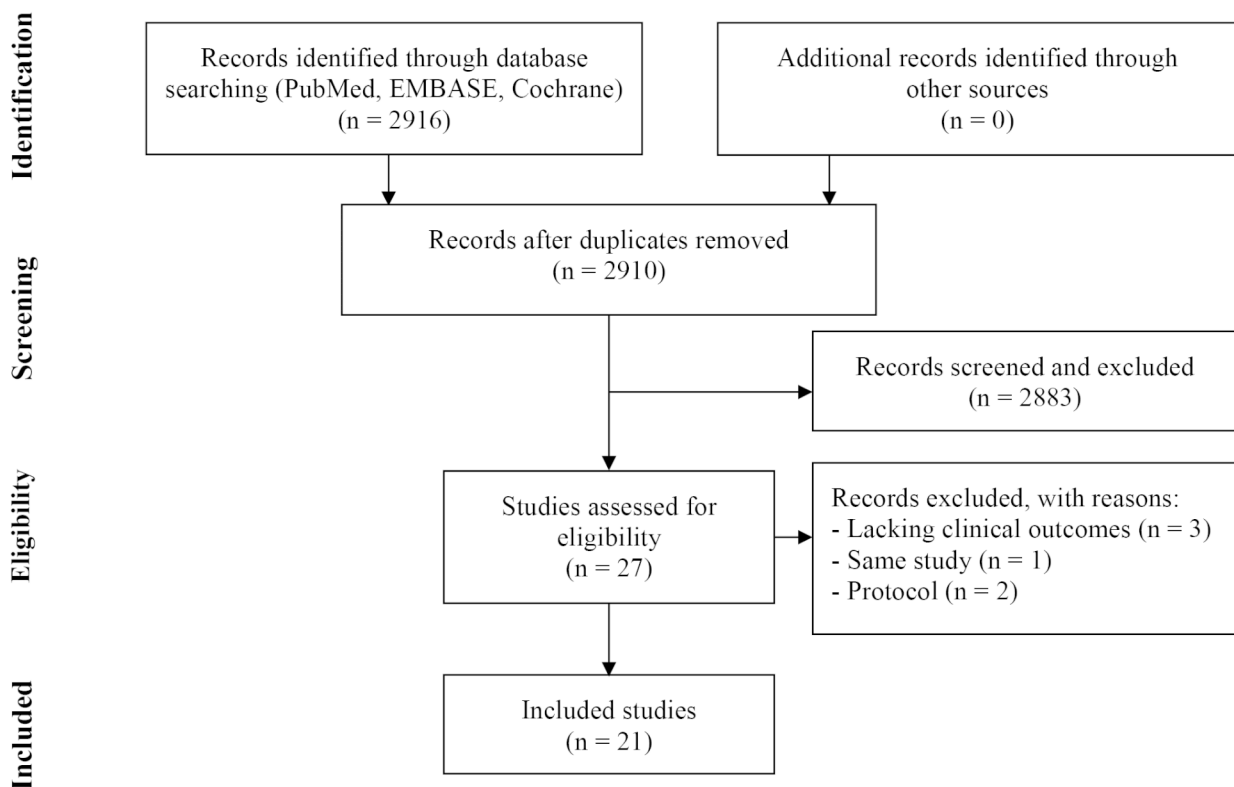 Identification
Records identified through database
searching (PubMed, EMBASE, Cochrane)
(n = 2916)
Additional records identified through
other sources
(n = 0)
Screening
Records after duplicates removed
(n = 2910)
Records screened and excluded
(n = 2883)
Eligibility
Studies assessed for
eligibility
(n = 27)
Records excluded, with reasons:
- Lacking clinical outcomes (n = 3)
- Same study (n = 1)
- Protocol (n = 2)
Included
Included studies
(n = 21)